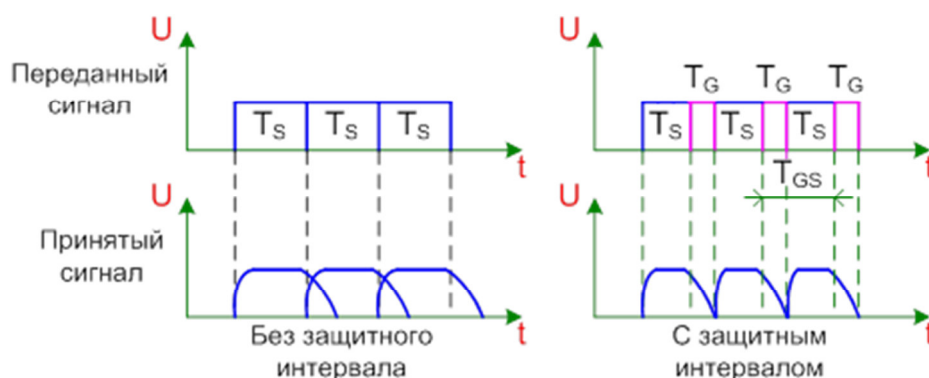 U
Переданный
сигнал
T_S T_S T_S
t
U
Принятый
сигнал
t
Без защитного
интервала
U
T_G T_G T_G
T_S T_S T_S
t
T_GS
U
t
С защитным
интервалом